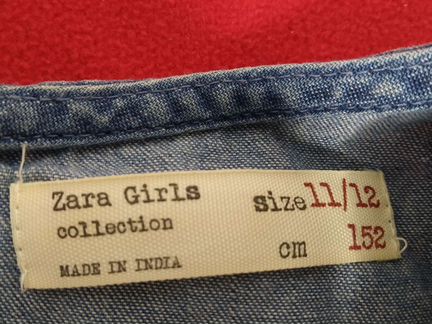 Zara Girls
collection
MADE IN INDIA
size 11/12
cm 152